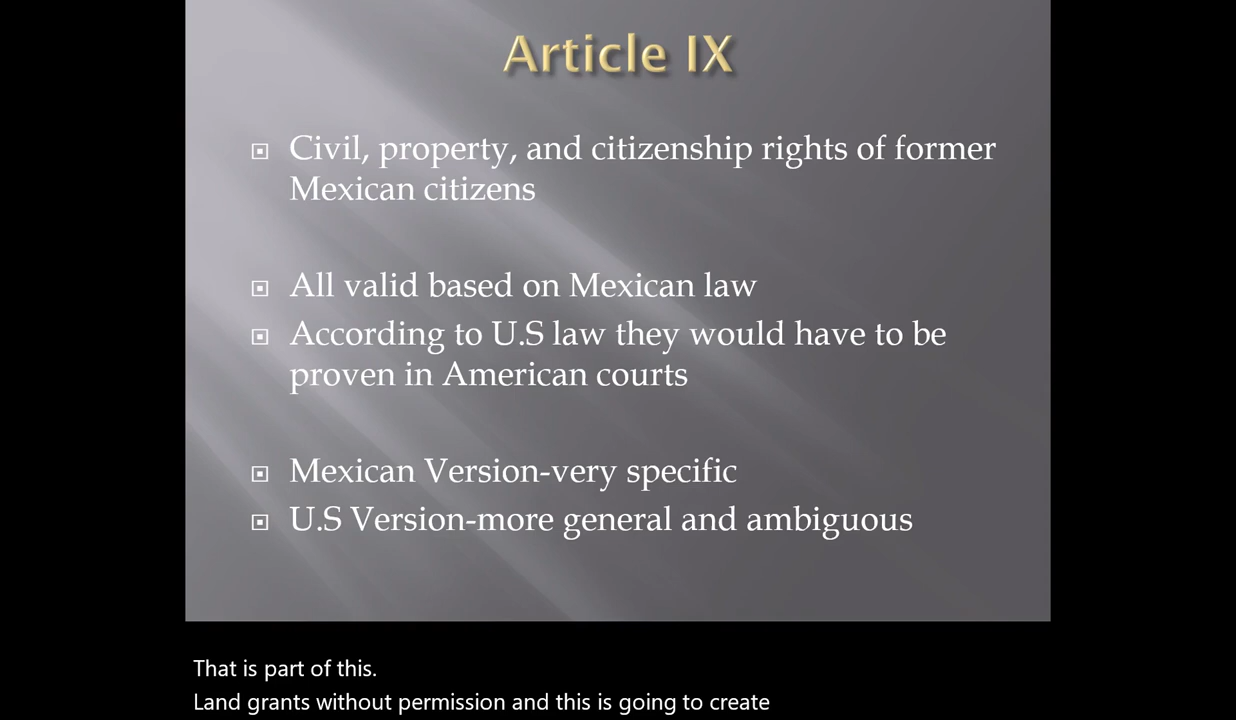 Article IX
Civil, property, and citizenship rights of former
Mexican citizens
All valid based on Mexican law
According to U.S law they would have to be
proven in American courts
Mexican Version-very specific
U.S Version-more general and ambiguous
That is part of this.
Land grants without permission and this is going to create